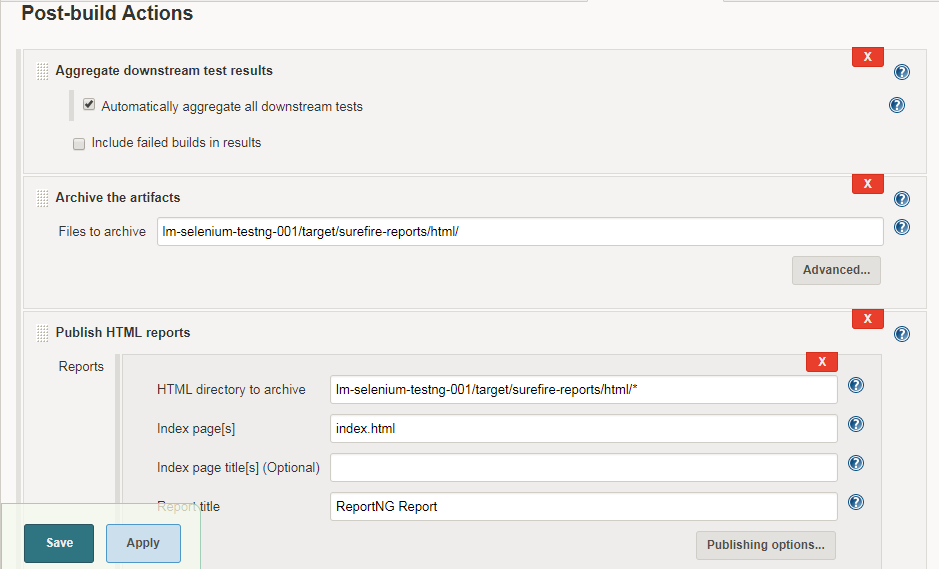 Post-build Actions
X
Aggregate downstream test results
?
Automatically aggregate all downstream tests
?
Include failed builds in results
X
Archive the artifacts
?
Files to archive lm-selenium-testng-001/target/surefire-reports/html/
?
Advanced...
X
Publish HTML reports
?
Reports
X
HTML directory to archive lm-selenium-testng-001/target/surefire-reports/html/*
?
Index page[s] index.html
?
Index page title[s] (Optional)
?
Report title ReportNG Report
?
Save Apply
Publishing options...